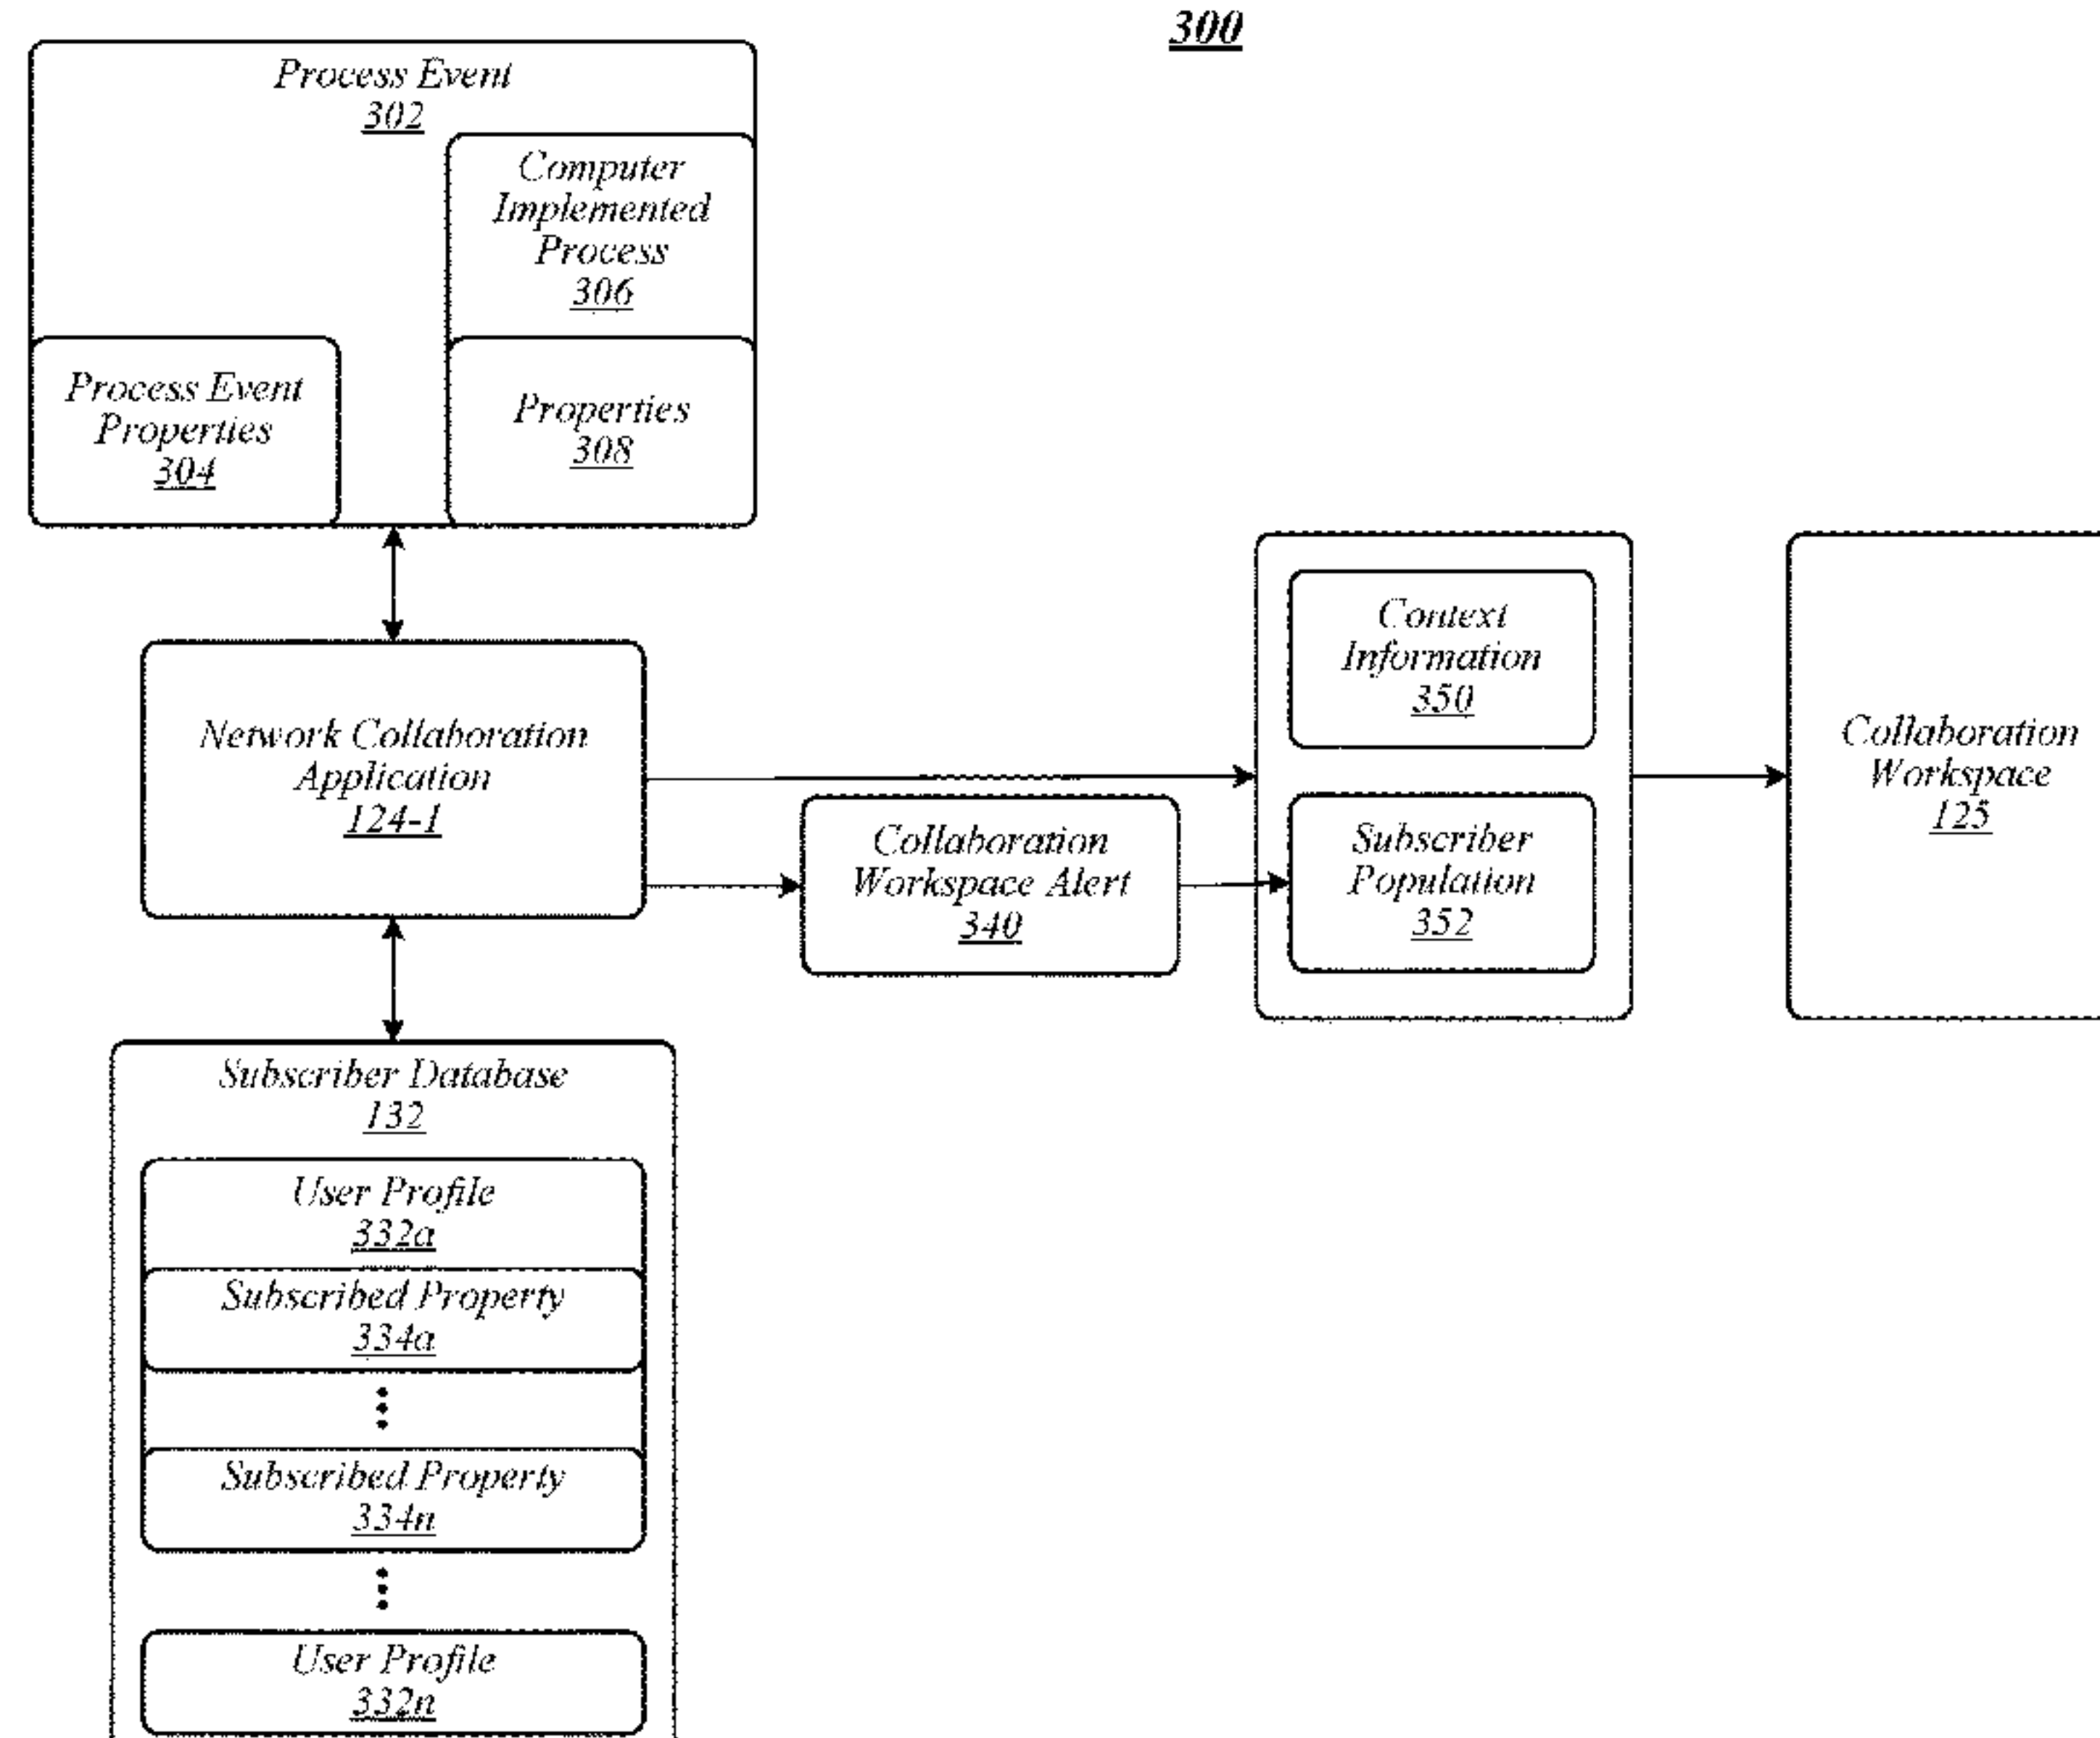 300
Process Event
302
Computer
Implemented
Process
306
Process Event
Properties
304
Properties
308
Network Collaboration
Application
124-1
Collaboration
Workspace Alert
340
Context
Information
350
Subscriber
Population
352
Collaboration
Workspace
125
Subscriber Database
132
User Profile
332a
Subscribed Property
334a
Subscribed Property
334n
User Profile
332n